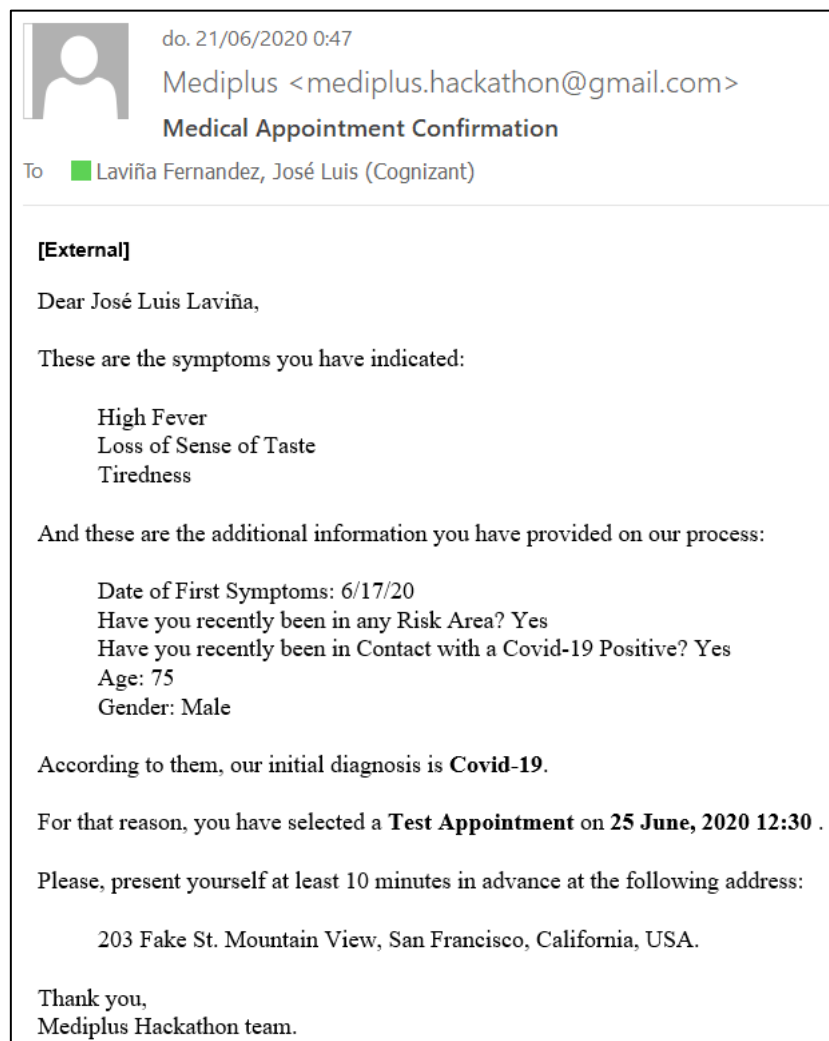 do. 21/06/2020 0:47
Mediplus <mediplus.hackathon@gmail.com>
Medical Appointment Confirmation
To Laviña Fernandez, José Luis (Cognizant)
[External]
Dear José Luis Laviña,
These are the symptoms you have indicated:
High Fever
Loss of Sense of Taste
Tiredness
And these are the additional information you have provided on our process:
Date of First Symptoms: 6/17/20
Have you recently been in any Risk Area? Yes
Have you recently been in Contact with a Covid-19 Positive? Yes
Age: 75
Gender: Male
According to them, our initial diagnosis is Covid-19.
For that reason, you have selected a Test Appointment on 25 June, 2020 12:30 .
Please, present yourself at least 10 minutes in advance at the following address:
203 Fake St. Mountain View, San Francisco, California, USA.
Thank you,
Mediplus Hackathon team.